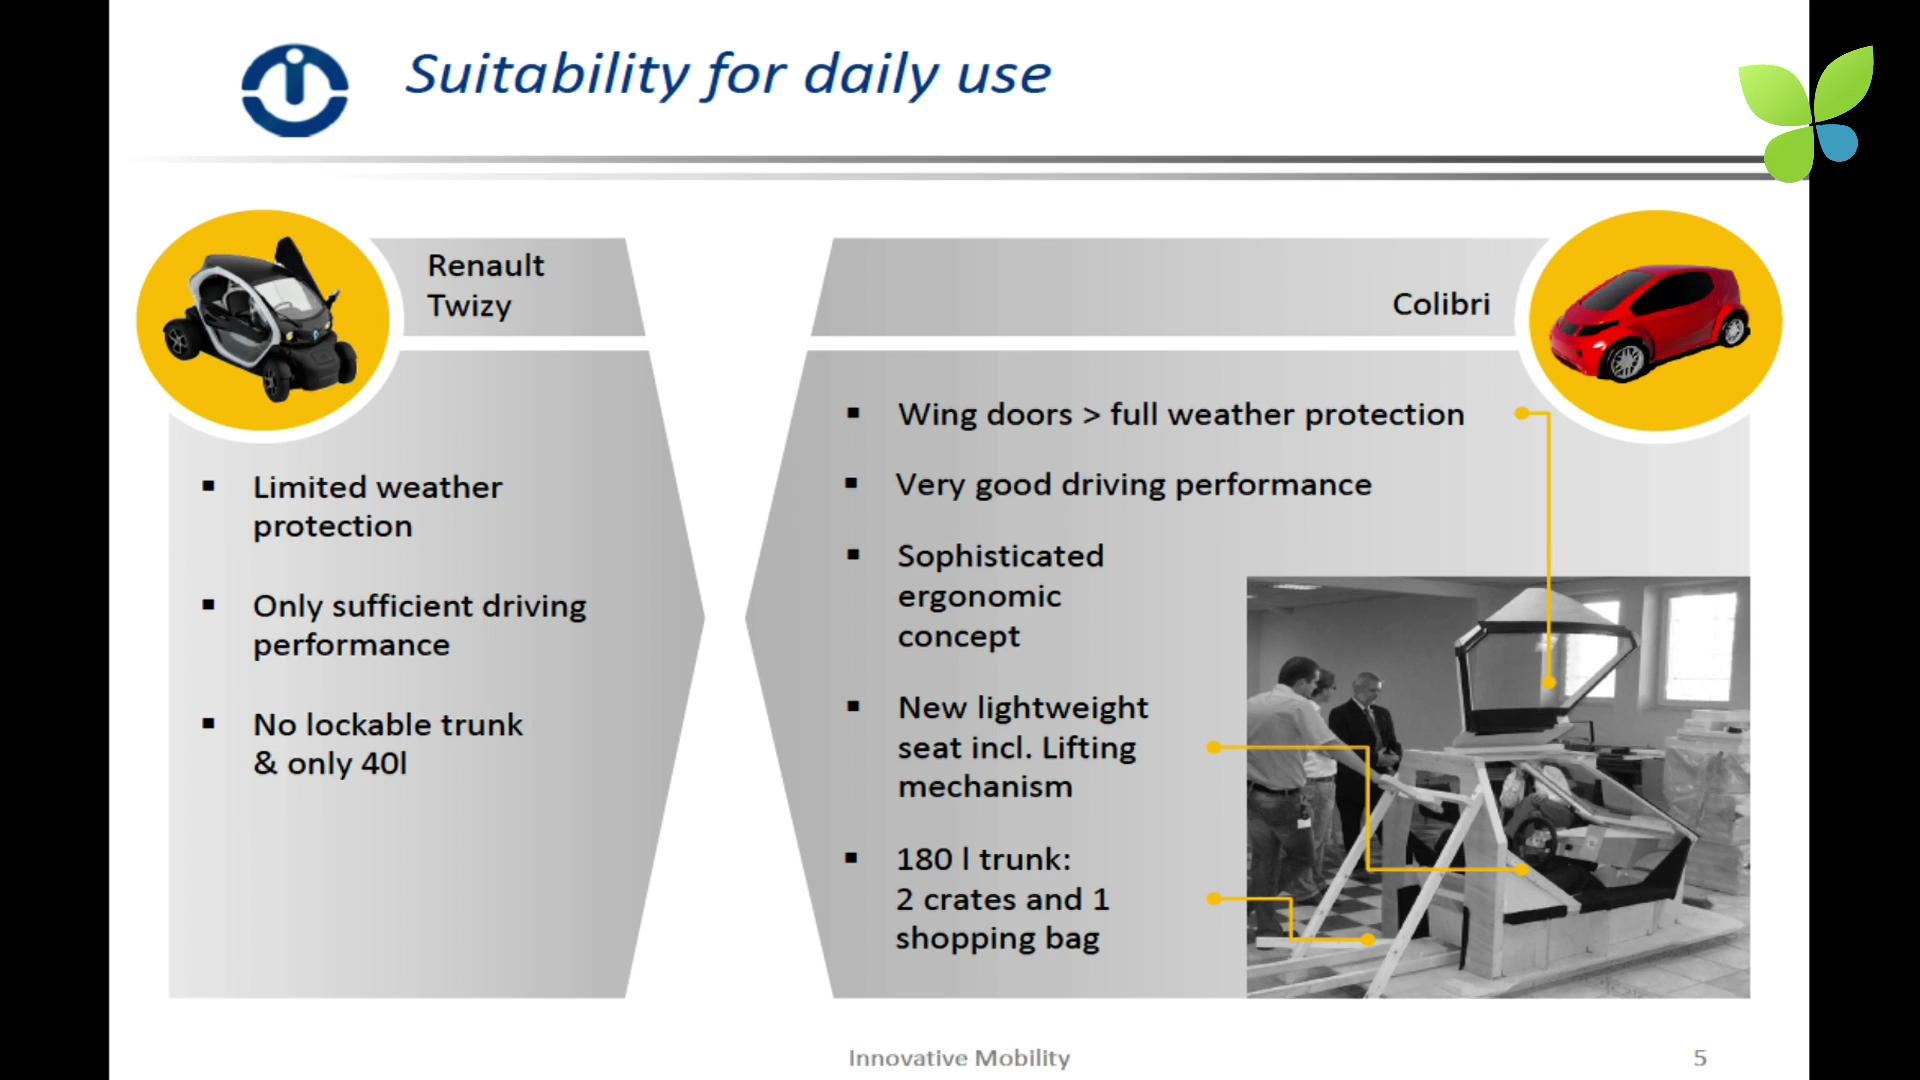 Suitability for daily use
Renault
Twizy
▪ Limited weather
protection
▪ Only sufficient driving
performance
▪ No lockable trunk
& only 40l
Colibri
▪ Wing doors > full weather protection
▪ Very good driving performance
▪ Sophisticated
ergonomic
concept
▪ New lightweight
seat incl. Lifting
mechanism
▪ 180 l trunk:
2 crates and 1
shopping bag
Innovative Mobility
5